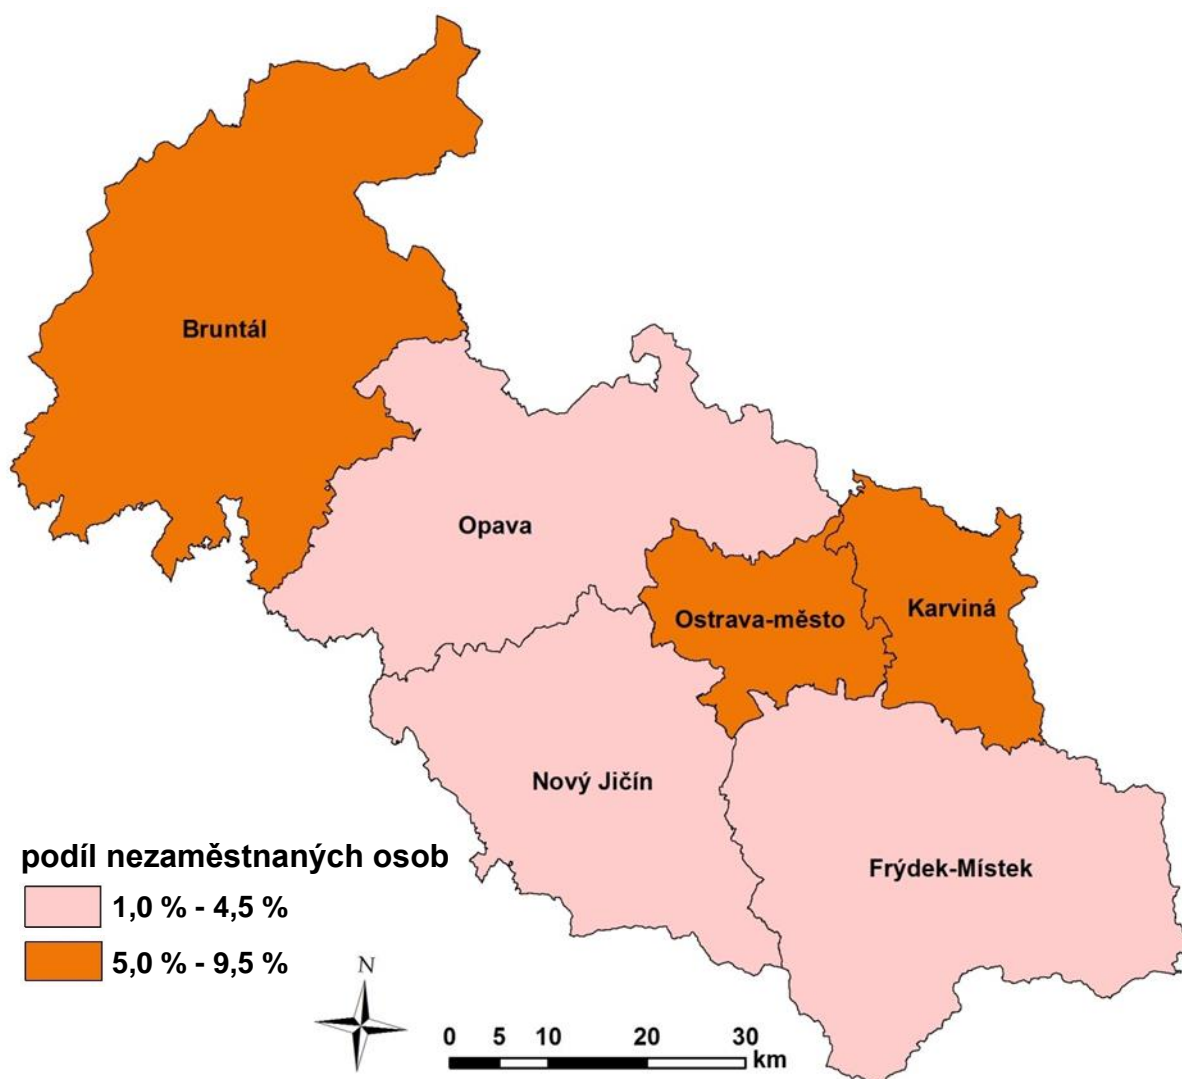 Bruntál
Opava
Ostrava-město
Karviná
Nový Jičín
Frýdek-Místek
podíl nezaměstnaných osob
1,0 % - 4,5 %
5,0 % - 9,5 %
N
0 5 10 20 30
km